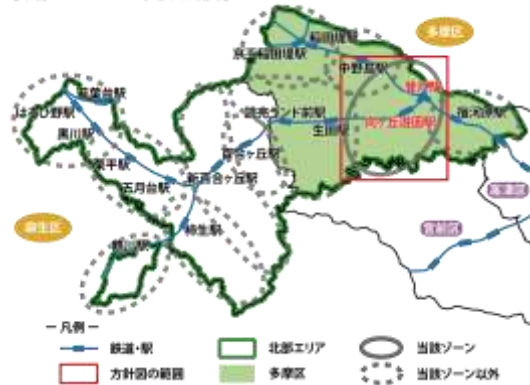 多摩区
稲田堤駅
京王稲田堤駅
中野島駅
登戸駅
宿河原駅
向ヶ丘遊園駅
生田駅
読売ランド前駅
百合ヶ丘駅
新百合ヶ丘駅
若葉台駅
はるひ野駅
黒川駅
栗平駅
五月台駅
柿生駅
鶴川駅
麻生区
高津区
宮前区
― 凡例 ―
鉄道・駅
北部エリア
当該ゾーン
方針図の範囲
多摩区
当該ゾーン以外